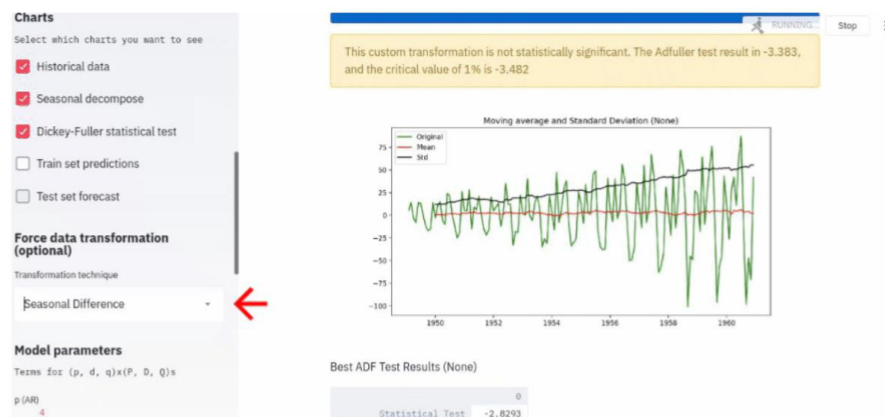 Charts
Select which charts you want to see
Historical data
Seasonal decompose
Dickey-Fuller statistical test
Train set predictions
Test set forecast
Force data transformation
(optional)
Transformation technique
Seasonal Difference
Model parameters
Terms for (p, d, q)x(P, D, Q)s
p (AR)
4
RUNNING...
Stop
This custom transformation is not statistically significant. The Adfuller test result in -3.383,
and the critical value of 1% is -3.482
Moving average and Standard Deviation (None)
Original
Mean
Std
75
50
25
0
−25
−50
−75
−100
1950 1952 1954 1956 1958 1960
Best ADF Test Results (None)
0
Statistical Test -2.8293